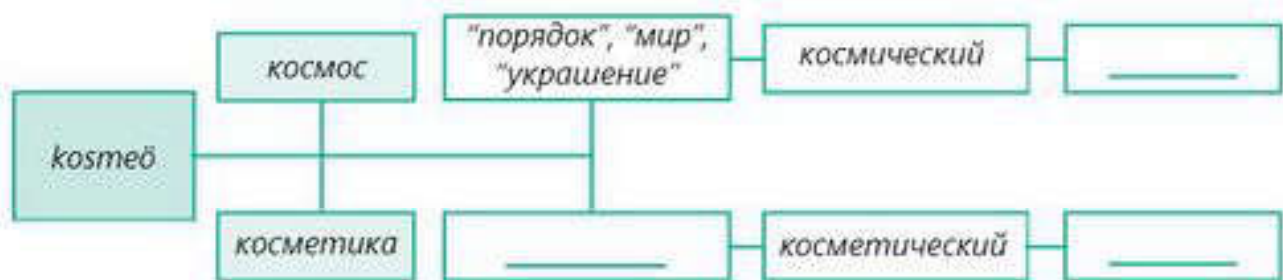 "порядок", "мир",
"украшение"
космос
космический
kosmeö
косметика
косметический